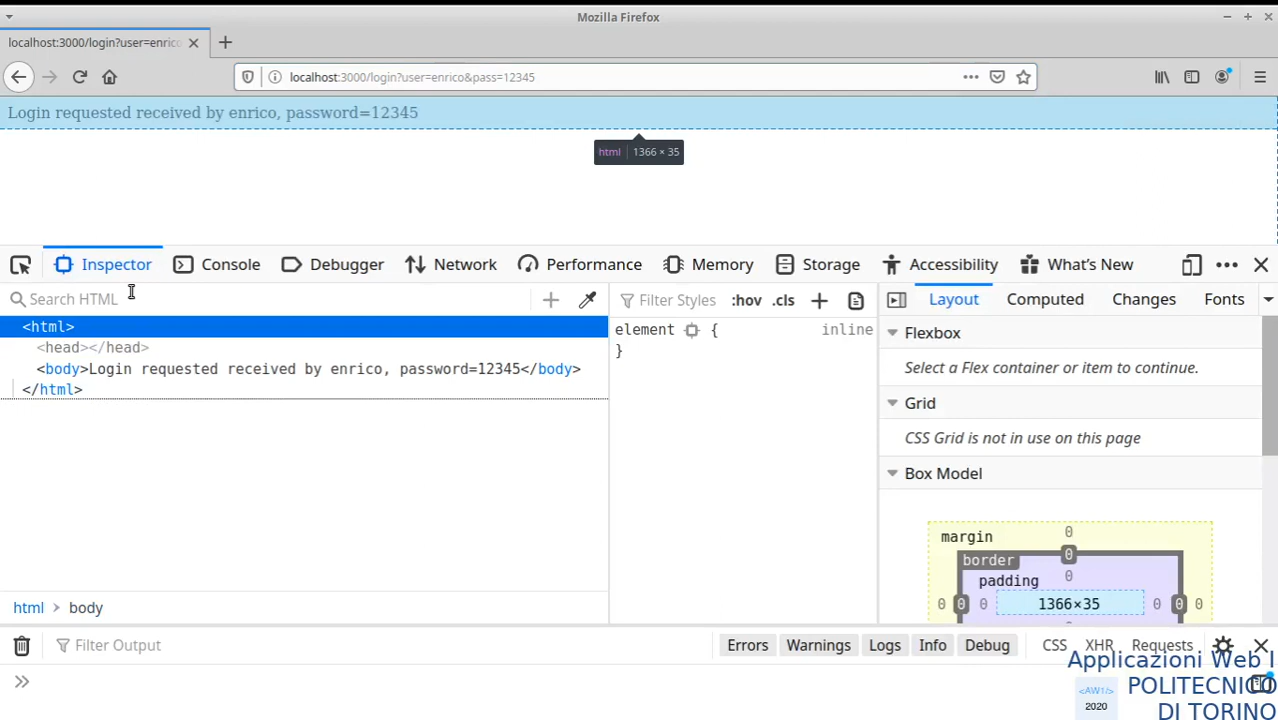 Mozilla Firefox
localhost:3000/login?user=enrico
localhost:3000/login?user=enrico&pass=12345
Login requested received by enrico, password=12345
html 1366 × 35
Inspector Console Debugger Network Performance Memory Storage Accessibility What's New
Search HTML
Filter Styles :hov .cls
Layout Computed Changes Fonts
<html>
<head></head>
<body>Login requested received by enrico, password=12345</body>
</html>
element { inline
}
Flexbox
Select a Flex container or item to continue.
Grid
CSS Grid is not in use on this page
Box Model
margin 0
border 0
padding 0
0 0 0 1366×35 0 0 0
html > body
Filter Output
Errors Warnings Logs Info Debug CSS XHR Requests
Applicazioni Web I
<AW1/> POLITECNICO
2020 DI TORINO